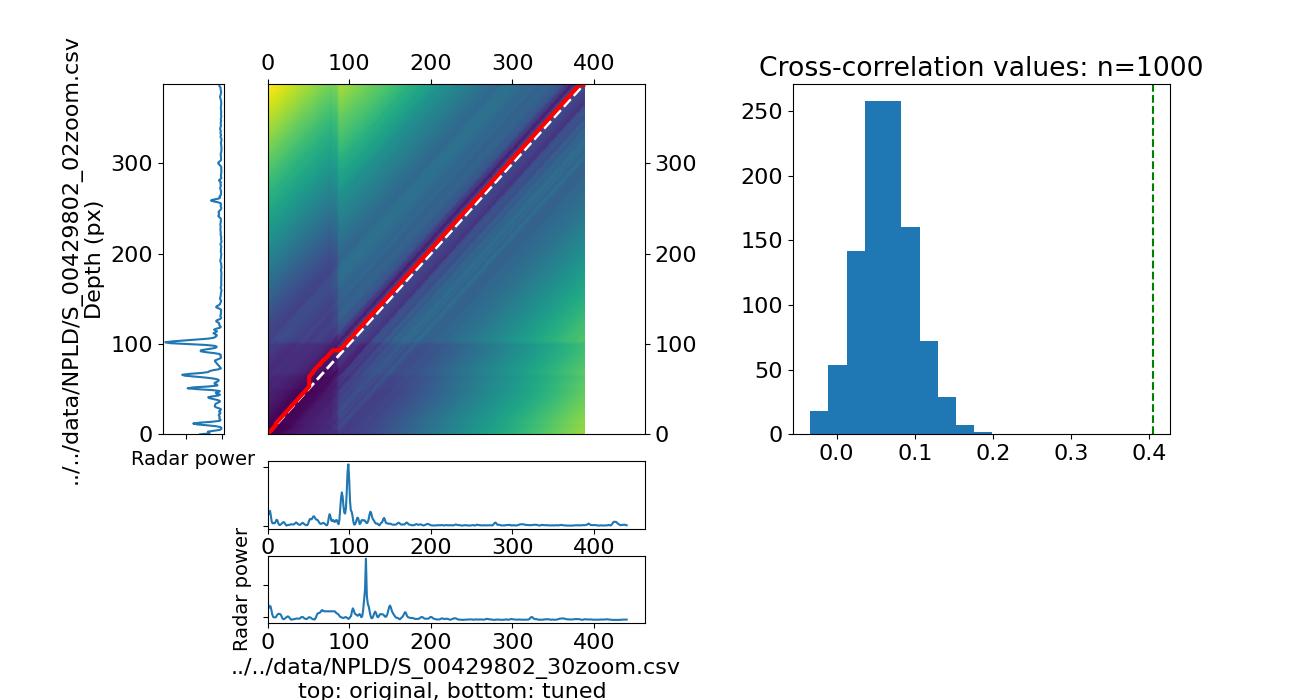 0 100 200 300 400
../../data/NPLD/S_00429802_02zoom.csv
Depth (px)
300
200
100
0
300
200
100
0
Radar power
0 100 200 300 400
Radar power
0 100 200 300 400
../../data/NPLD/S_00429802_30zoom.csv
top: original, bottom: tuned
Cross-correlation values: n=1000
250
200
150
100
50
0
0.0 0.1 0.2 0.3 0.4